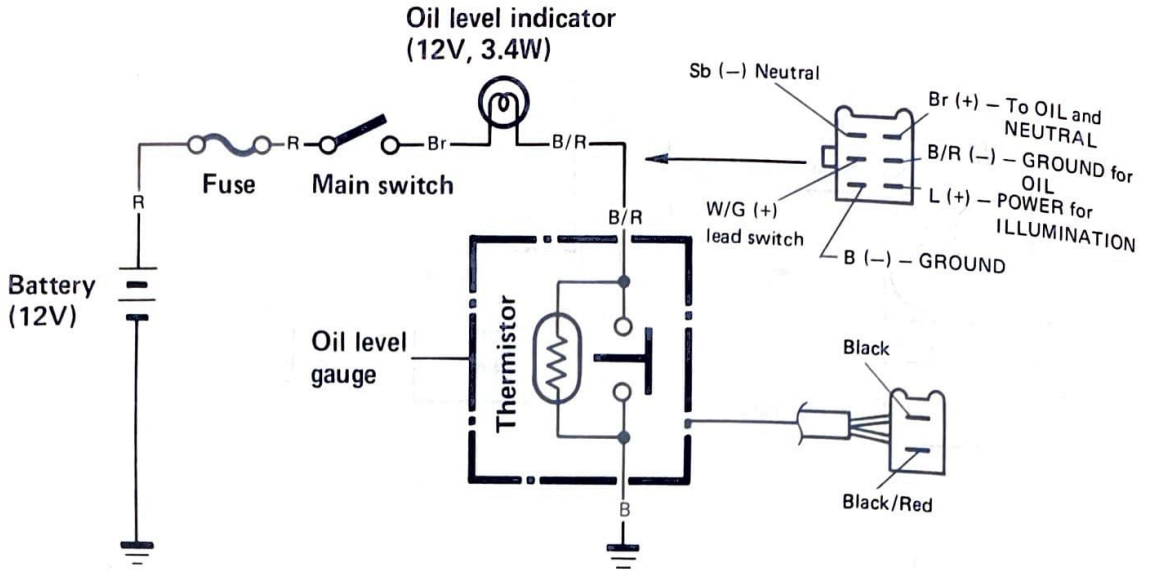 Oil level indicator
(12V, 3.4W)
Sb (–) Neutral
Br (+) – To OIL and
NEUTRAL
B/R (–) – GROUND for
OIL
L (+) – POWER for
ILLUMINATION
W/G (+)
lead switch
B (–) – GROUND
R
Br
B/R
Fuse
Main switch
R
B/R
Battery
(12V)
Oil level
gauge
Thermistor
Black
Black/Red
B